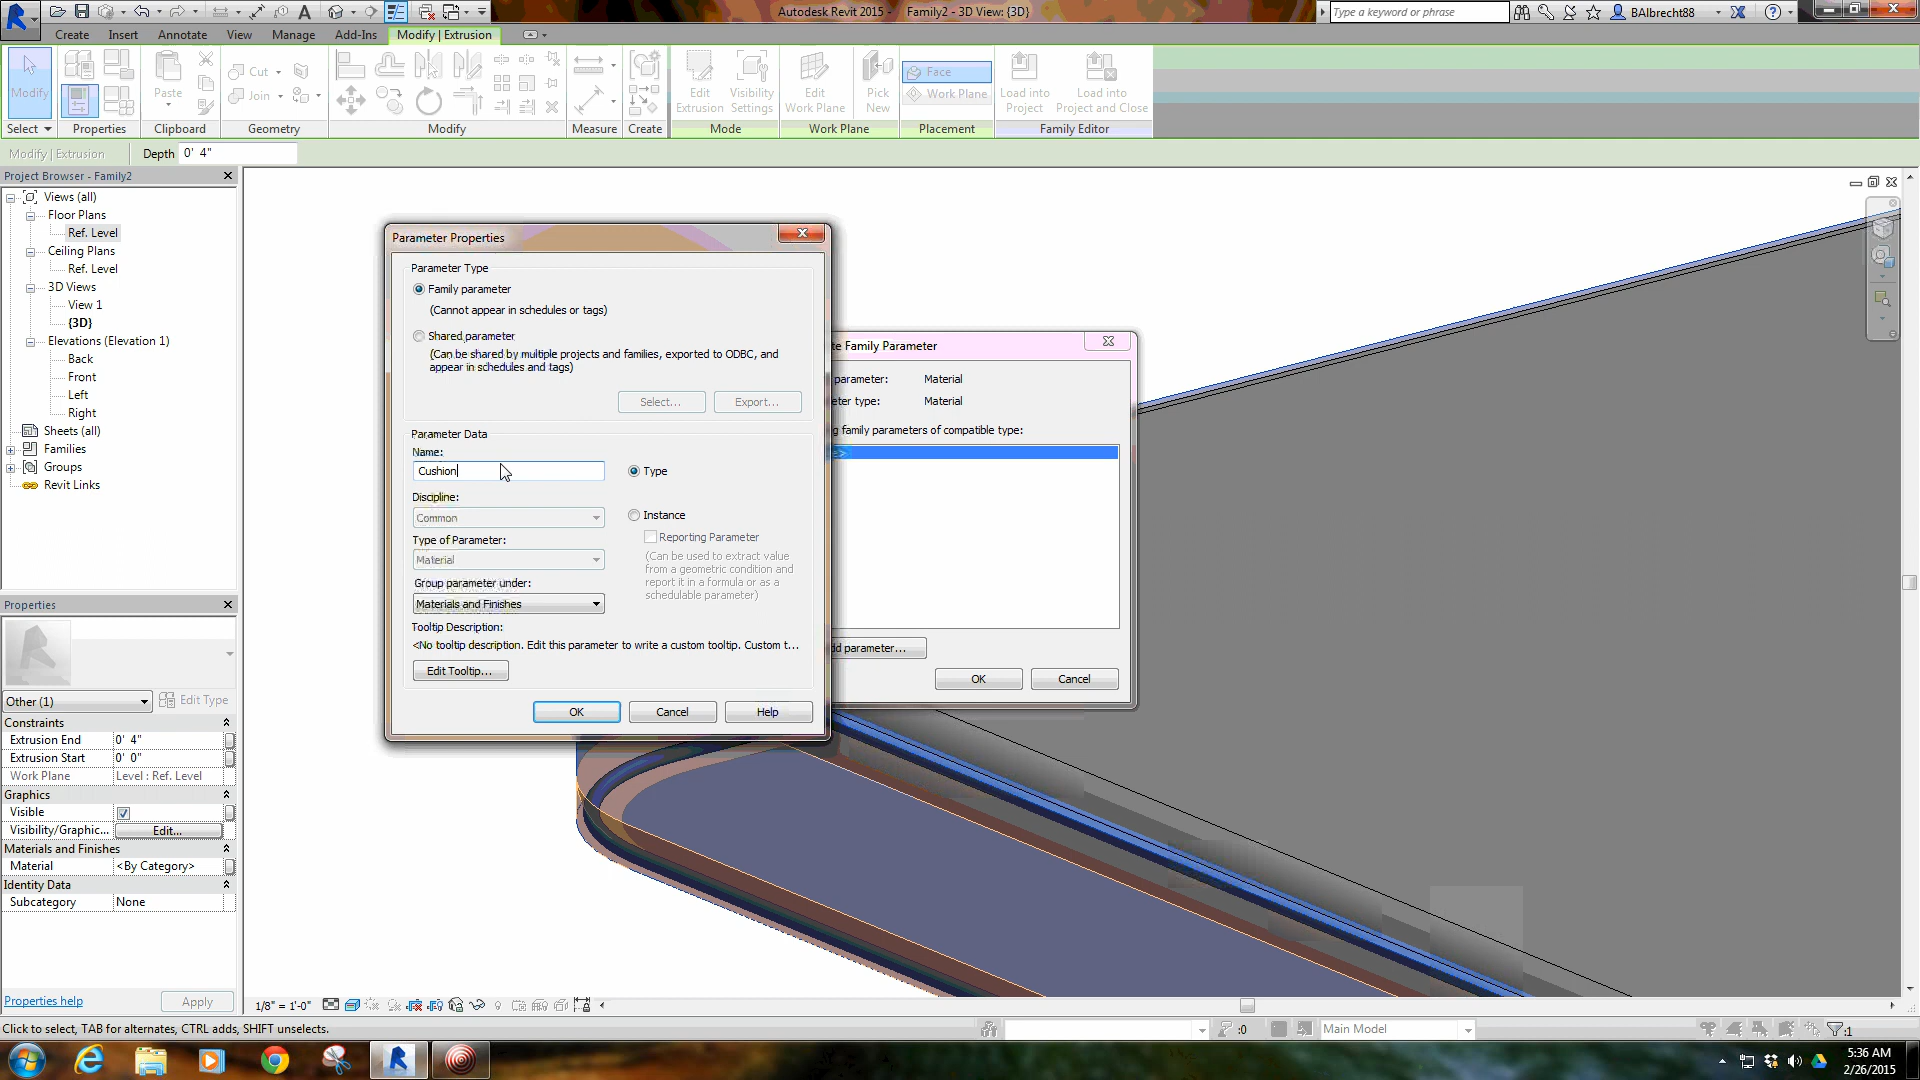 Autodesk Revit 2015 - Family2 - 3D View: {3D}
Type a keyword or phrase
BAlbrecht88
Create Insert Annotate View Manage Add-Ins Modify | Extrusion
Modify
Paste
Cut
Join
Edit Extrusion
Visibility Settings
Edit Work Plane
Pick New
Face
Work Plane
Load into Project
Load into Project and Close
Select Properties Clipboard Geometry Modify Measure Create Mode Work Plane Placement Family Editor
Modify | Extrusion Depth 0' 4"
Project Browser - Family2
Views (all)
Floor Plans
Ref. Level
Ceiling Plans
Ref. Level
3D Views
View 1
{3D}
Elevations (Elevation 1)
Back
Front
Left
Right
Sheets (all)
Families
Groups
Revit Links
Properties
Other (1) Edit Type
Constraints
Extrusion End 0' 4"
Extrusion Start 0' 0"
Work Plane Level : Ref. Level
Graphics
Visible
Visibility/Graphic... Edit...
Materials and Finishes
Material <By Category>
Identity Data
Subcategory None
Properties help Apply
Parameter Properties
Parameter Type
Family parameter
(Cannot appear in schedules or tags)
Shared parameter
(Can be shared by multiple projects and families, exported to ODBC, and
appear in schedules and tags)
Select... Export...
Parameter Data
Name:
Cushion
Type
Discipline:
Common
Instance
Reporting Parameter
Type of Parameter:
Material
(Can be used to extract value
from a geometric condition and
report it in a formula or as a
schedulable parameter)
Group parameter under:
Materials and Finishes
Tooltip Description:
<No tooltip description. Edit this parameter to write a custom tooltip. Custom t...
Edit Tooltip...
OK Cancel Help
te Family Parameter
parameter: Material
eter type: Material
g family parameters of compatible type:
e>
dd parameter...
OK Cancel
1/8" = 1'-0"
Click to select, TAB for alternates, CTRL adds, SHIFT unselects.
:0
Main Model
:1
5:36 AM
2/26/2015